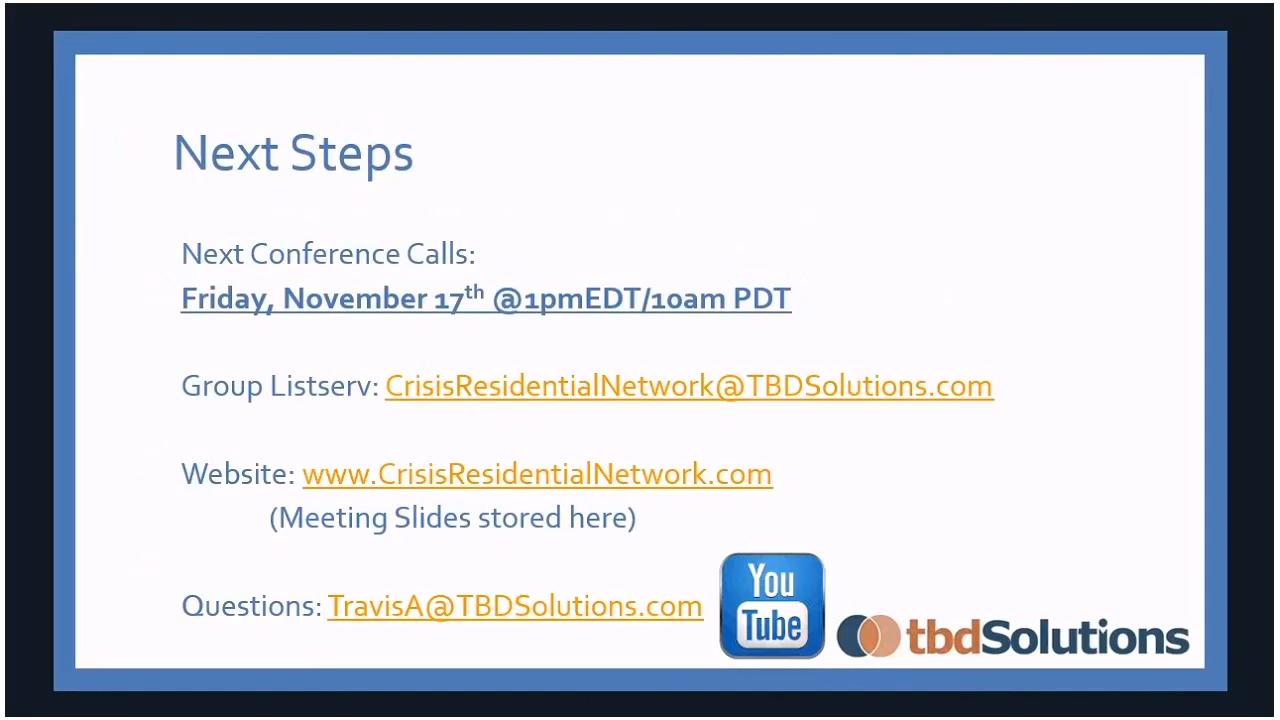 Next Steps
Next Conference Calls:
Friday, November 17th @1pmEDT/10am PDT
Group Listserv: CrisisResidentialNetwork@TBDSolutions.com
Website: www.CrisisResidentialNetwork.com
(Meeting Slides stored here)
Questions: TravisA@TBDSolutions.com
You
Tube
tbdSolutions